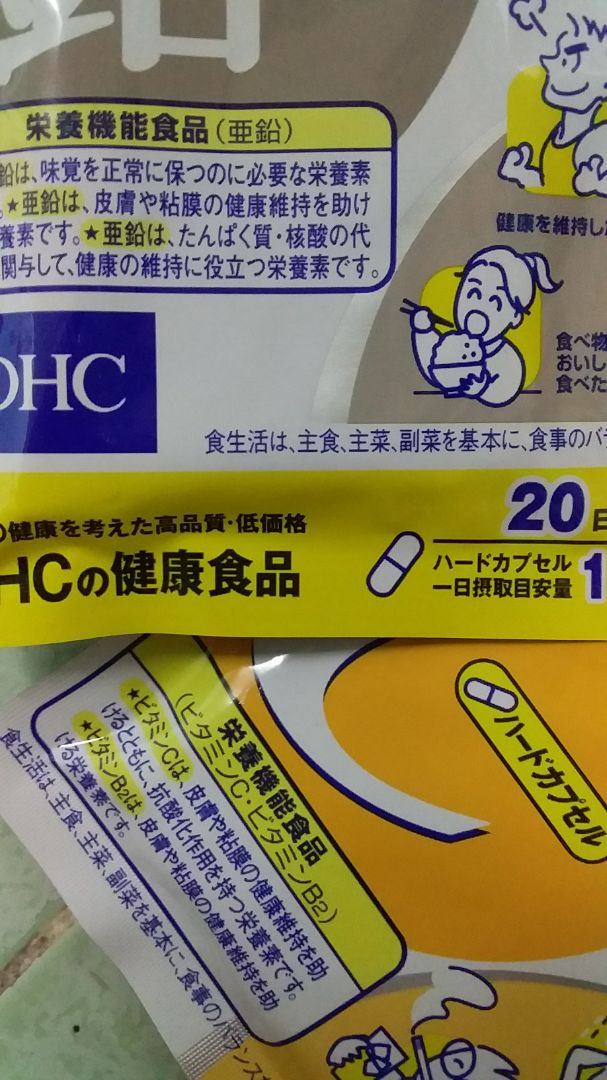 栄養機能食品(亜鉛)
鉛は、味覚を正常に保つのに必要な栄養素
。★亜鉛は、皮膚や粘膜の健康維持を助け
養素です。★亜鉛は、たんぱく質・核酸の代
関与して、健康の維持に役立つ栄養素です。
健康を維持した
DHC
食べ物
おいし
食べた
食生活は、主食、主菜、副菜を基本に、食事のバラ
の健康を考えた高品質・低価格
HCの健康食品
20日
ハードカプセル
一日摂取目安量 1
ハードカプセル
栄養機能食品
(ビタミンC・ビタミンB2)
★ビタミンCは、皮膚や粘膜の健康維持を助
けるとともに、抗酸化作用を持つ栄養素です。
★ビタミンB2は、皮膚や粘膜の健康維持を助
ける栄養素です。
食生活は、主食、主菜、副菜を基本に、食事のバランスを